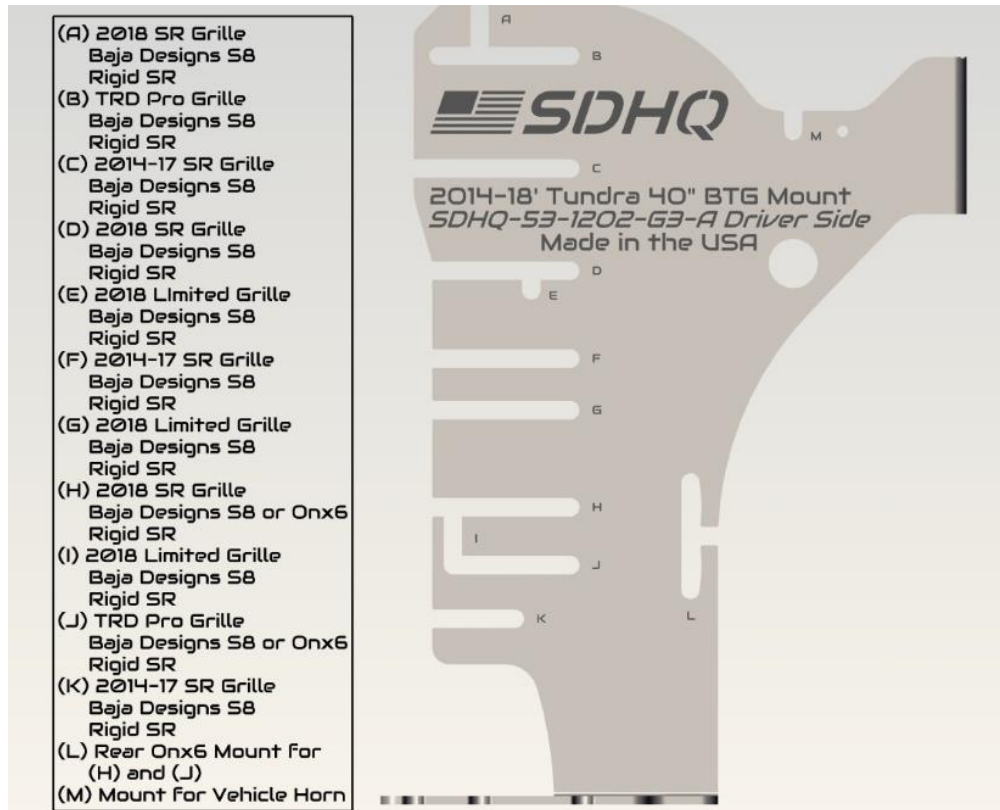 (A) 2018 SR Grille
Baja Designs S8
Rigid SR
(B) TRD Pro Grille
Baja Designs S8
Rigid SR
(C) 2014-17 SR Grille
Baja Designs S8
Rigid SR
(D) 2018 SR Grille
Baja Designs S8
Rigid SR
(E) 2018 LImited Grille
Baja Designs S8
Rigid SR
(F) 2014-17 SR Grille
Baja Designs S8
Rigid SR
(G) 2018 Limited Grille
Baja Designs S8
Rigid SR
(H) 2018 SR Grille
Baja Designs S8 or Onx6
Rigid SR
(I) 2018 Limited Grille
Baja Designs S8
Rigid SR
(J) TRD Pro Grille
Baja Designs S8 or Onx6
Rigid SR
(K) 2014-17 SR Grille
Baja Designs S8
Rigid SR
(L) Rear Onx6 Mount for
(H) and (J)
(M) Mount for Vehicle Horn
A
B
SDHQ
M
C
2014-18' Tundra 40" BTG Mount
SDHQ-53-1202-G3-A Driver Side
Made in the USA
D
E
F
G
H
I
J
K
L